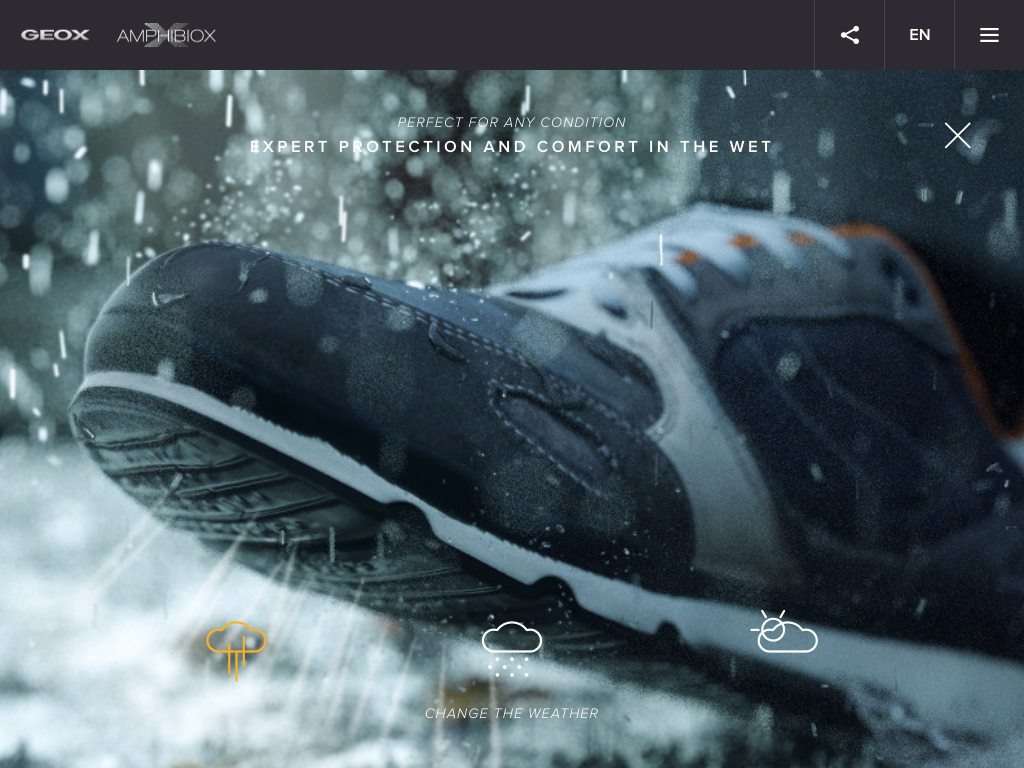 GEOX
AMPHIBIOX
EN
PERFECT FOR ANY CONDITION
EXPERT PROTECTION AND COMFORT IN THE WET
CHANGE THE WEATHER